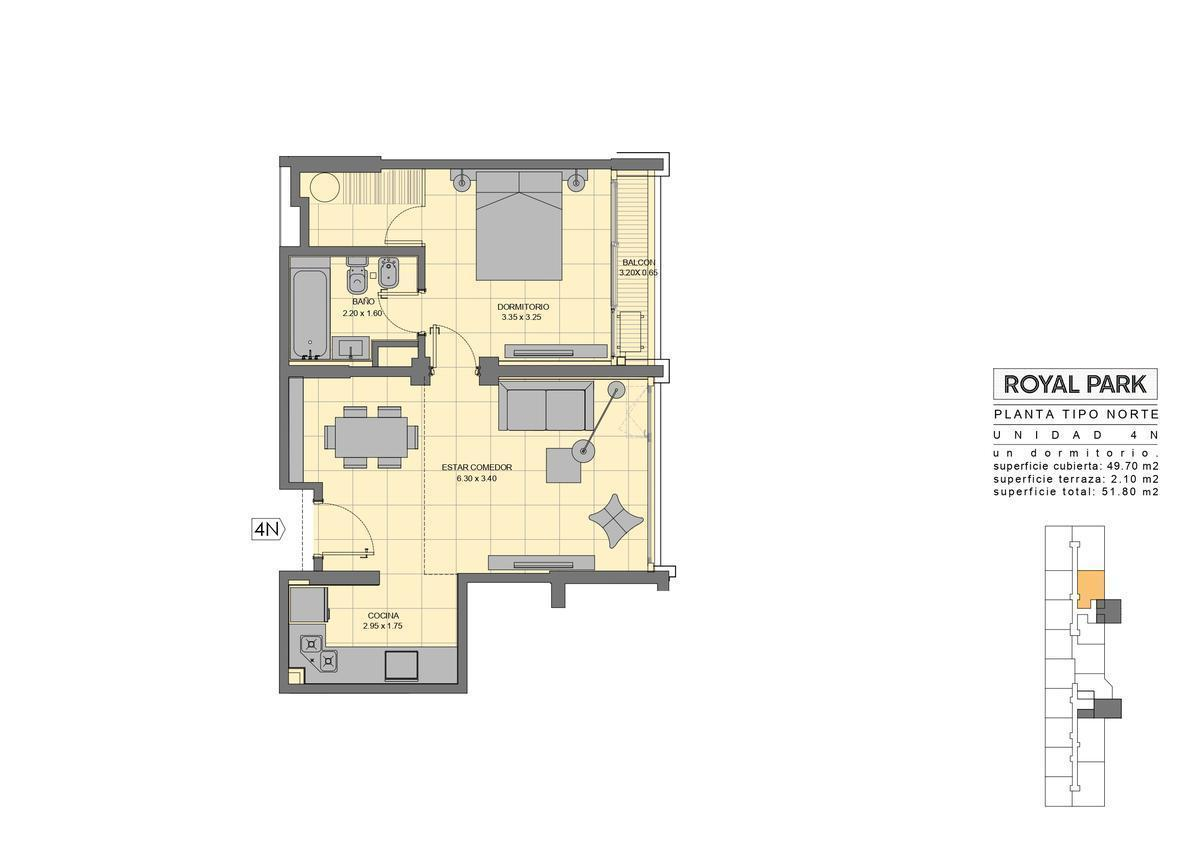 BALCON
3.20X 0.65
BAÑO
2.20 x 1.60
DORMITORIO
3.35 x 3.25
ESTAR COMEDOR
6.30 x 3.40
4N
COCINA
2.95 x 1.75
ROYAL PARK
PLANTA TIPO NORTE
UNIDAD 4N
un dormitorio.
superficie cubierta: 49.70 m2
superficie terraza: 2.10 m2
superficie total: 51.80 m2